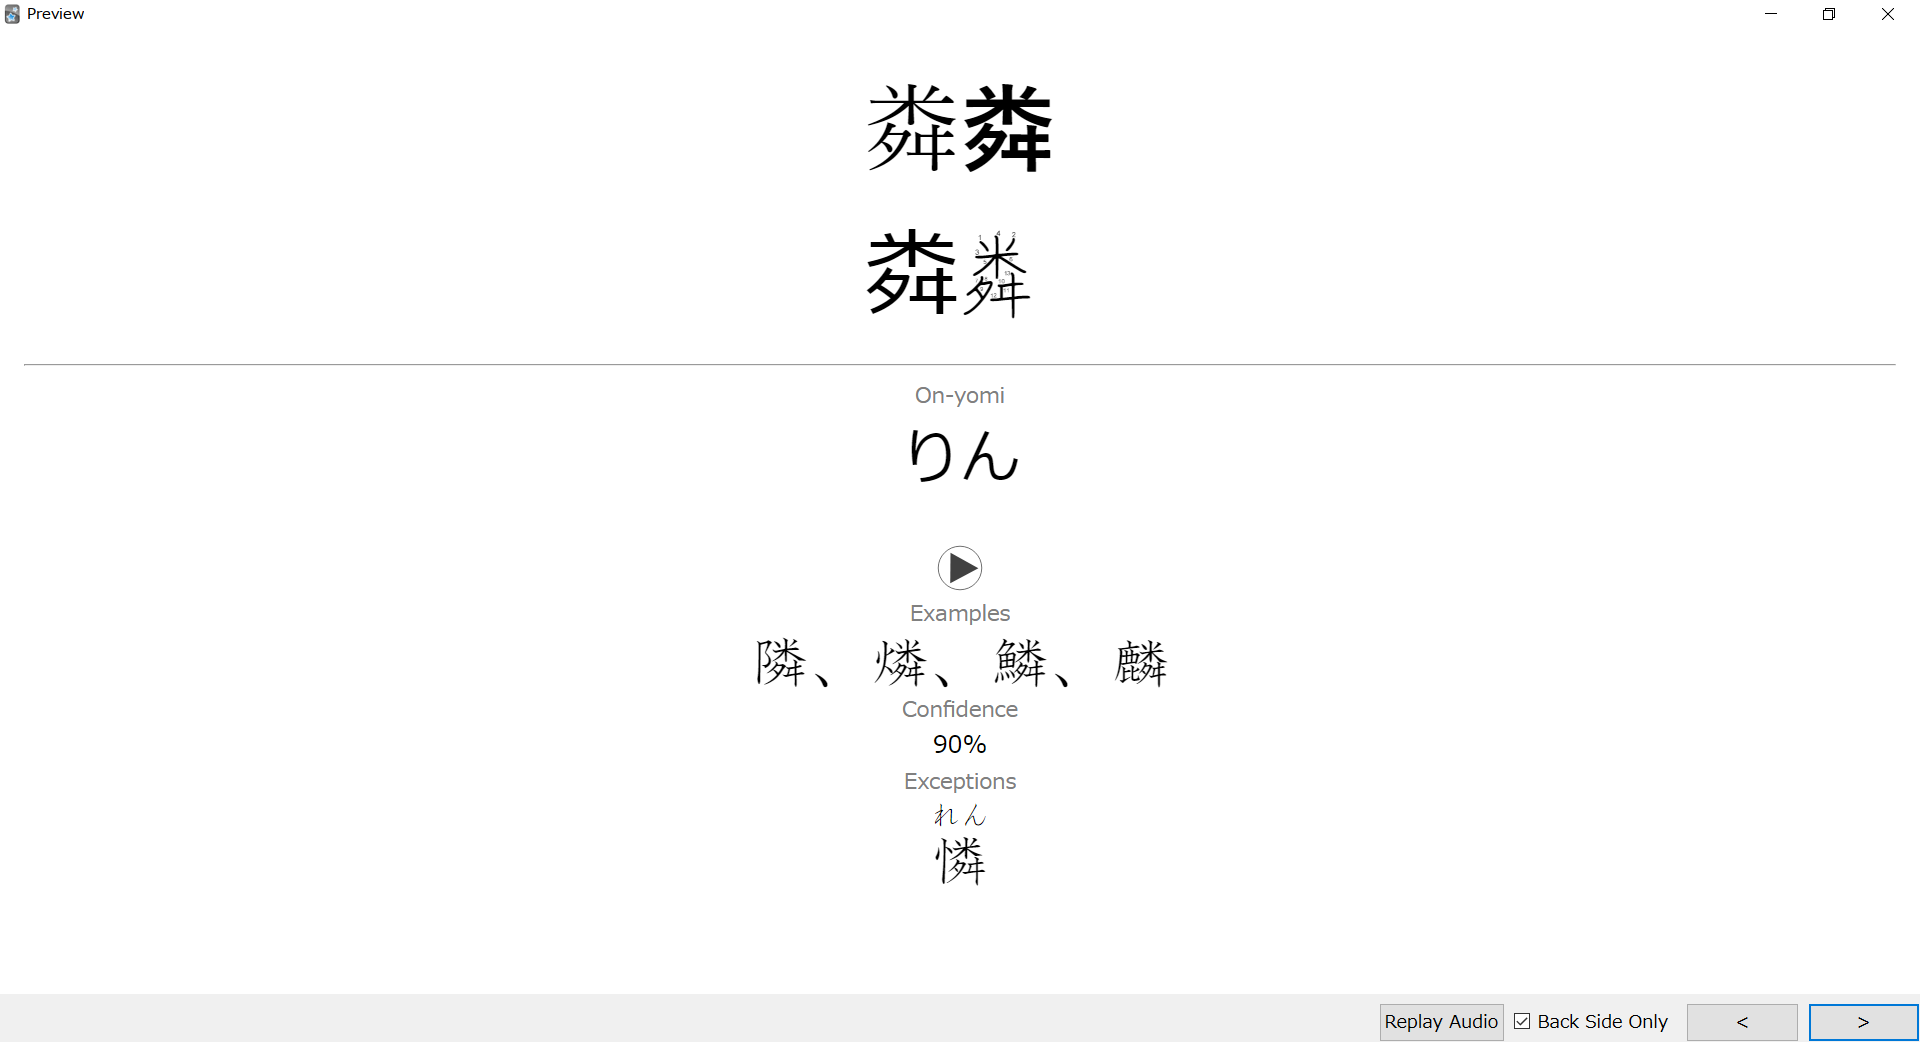 Preview
粦粦
粦粦
On-yomi
りん
Examples
隣、燐、鱗、麟
Confidence
90%
Exceptions
れん
憐
Replay Audio Back Side Only < >